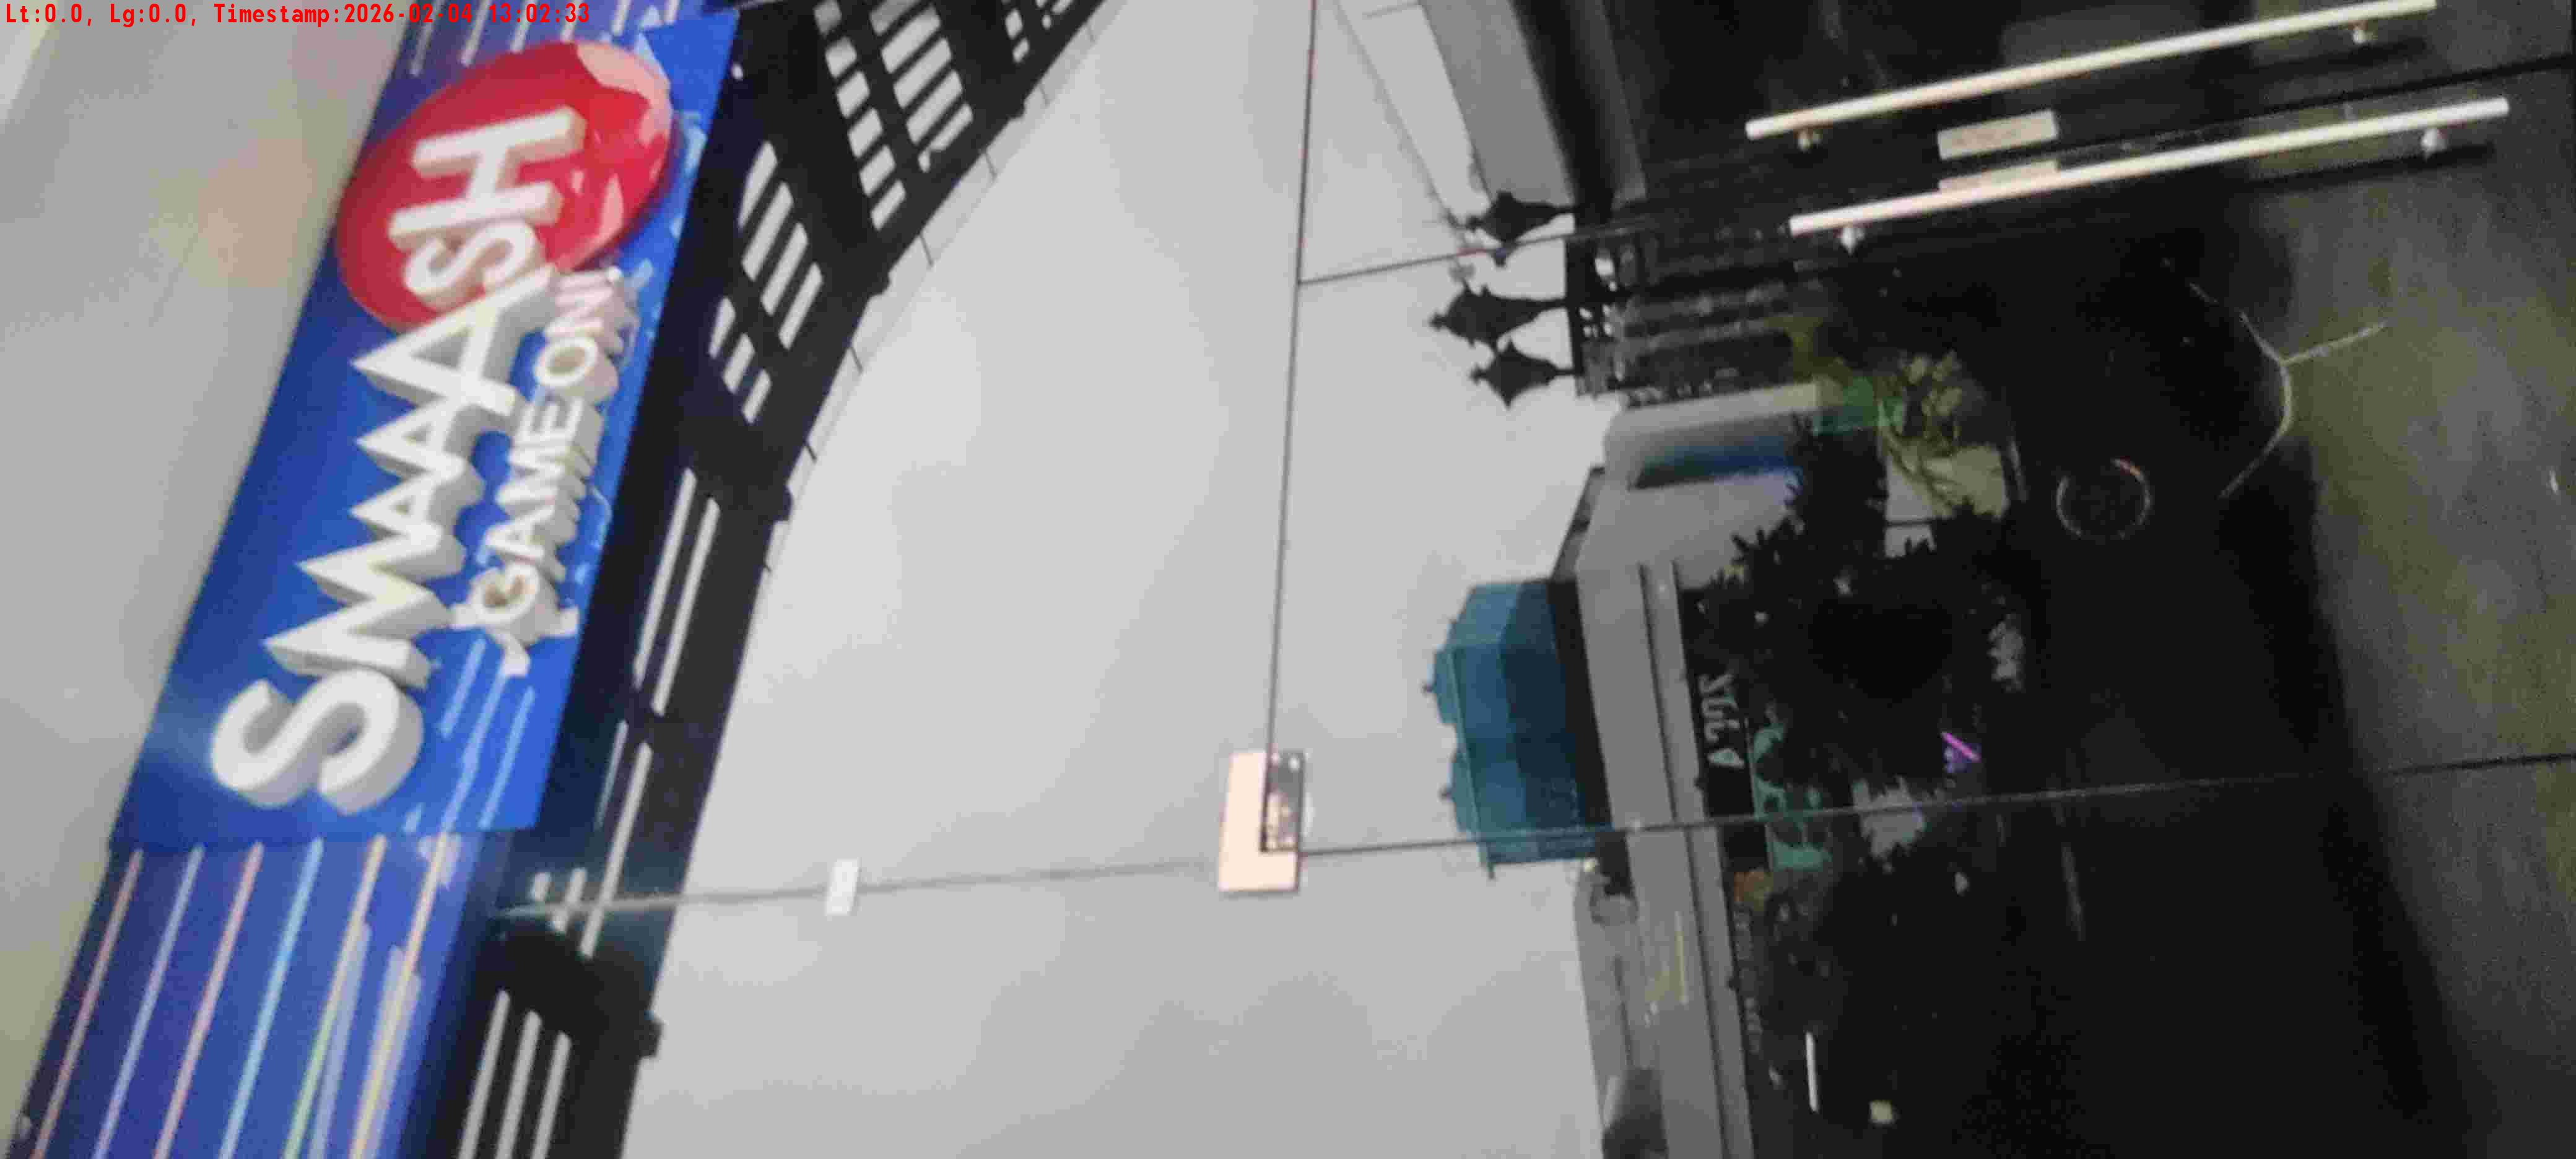 Lt:0.0, Lg:0.0, Timestamp:2026-02-04 13:02:33
SMAAASH
GAME ON!